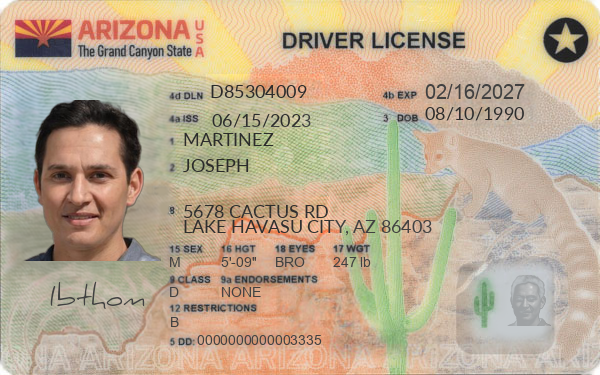 ARIZONA USA
The Grand Canyon State
DRIVER LICENSE
4d DLN D85304009
4b EXP 02/16/2027
4a ISS 06/15/2023
3 DOB 08/10/1990
1 MARTINEZ
2 JOSEPH
8 5678 CACTUS RD
LAKE HAVASU CITY, AZ 86403
15 SEX 16 HGT 18 EYES 17 WGT
M 5'-09" BRO 247 lb
9 CLASS 9a ENDORSEMENTS
D NONE
12 RESTRICTIONS
B
5 DD: 0000000000003335
ARIZONA ARIZONA ARIZONA ARIZONA